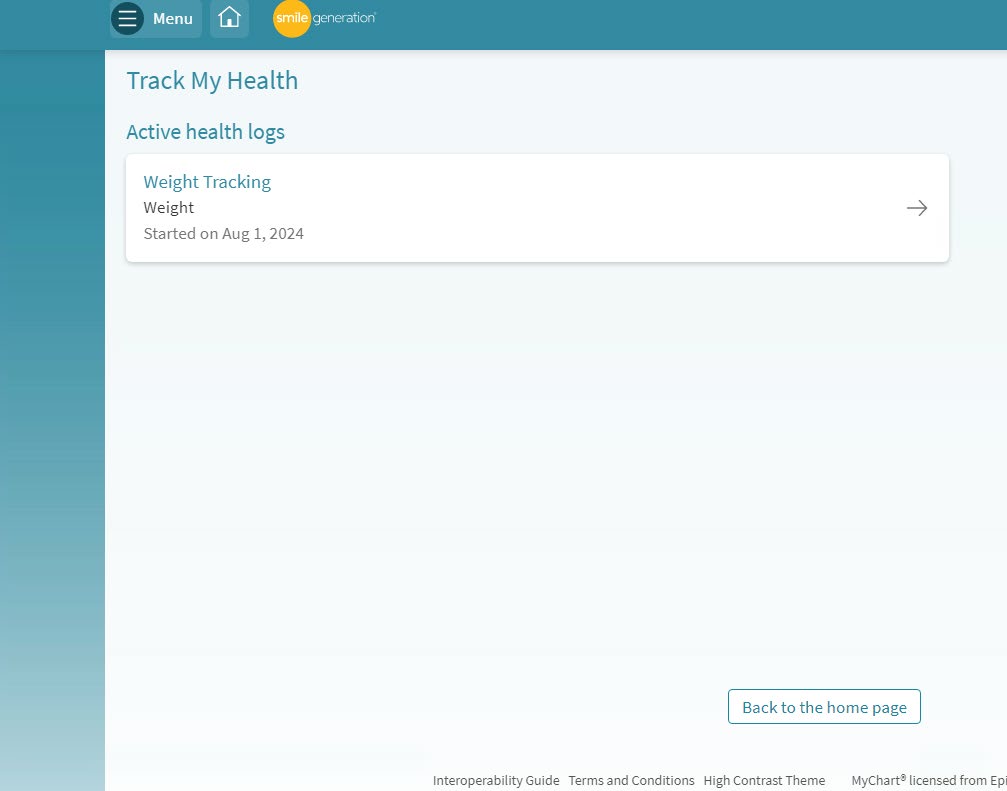 Menu
smile generation®
Track My Health
Active health logs
Weight Tracking
Weight
Started on Aug 1, 2024
Back to the home page
Interoperability Guide Terms and Conditions High Contrast Theme MyChart® licensed from Epi